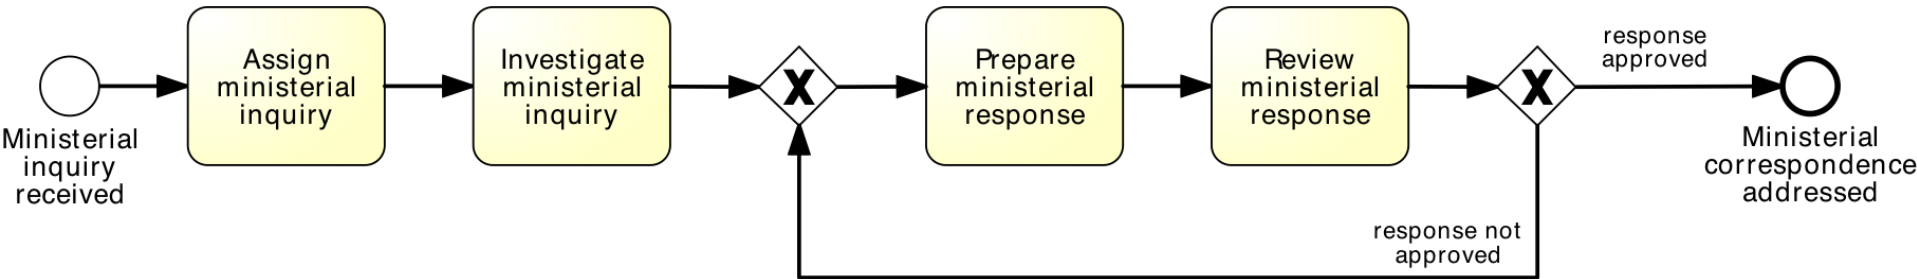 Ministerial
inquiry
received
Assign
ministerial
inquiry
Investigate
ministerial
inquiry
X
Prepare
ministerial
response
Review
ministerial
response
X
response
approved
response not
approved
Ministerial
correspondence
addressed